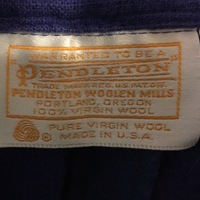 WARRANTED TO BE A
PENDLETON
TRADE MARK REG. U.S. PAT. OFF.
PENDLETON WOOLEN MILLS
PORTLAND, OREGON
100% VIRGIN WOOL
PURE VIRGIN WOOL
MADE IN U.S.A.